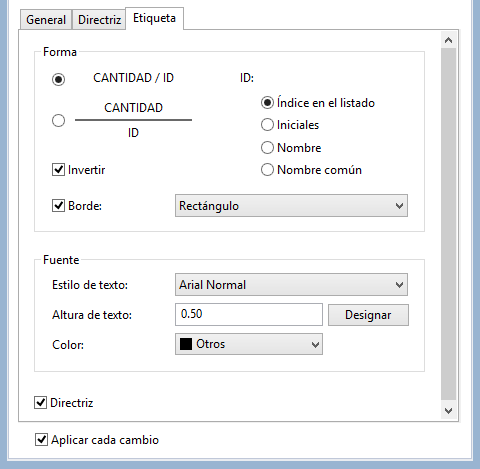 General Directriz Etiqueta
Forma
CANTIDAD / ID ID:
CANTIDAD
ID
Índice en el listado
Iniciales
Nombre
Nombre común
Invertir
Borde: Rectángulo
Fuente
Estilo de texto: Arial Normal
Altura de texto: 0.50 Designar
Color: Otros
Directriz
Aplicar cada cambio